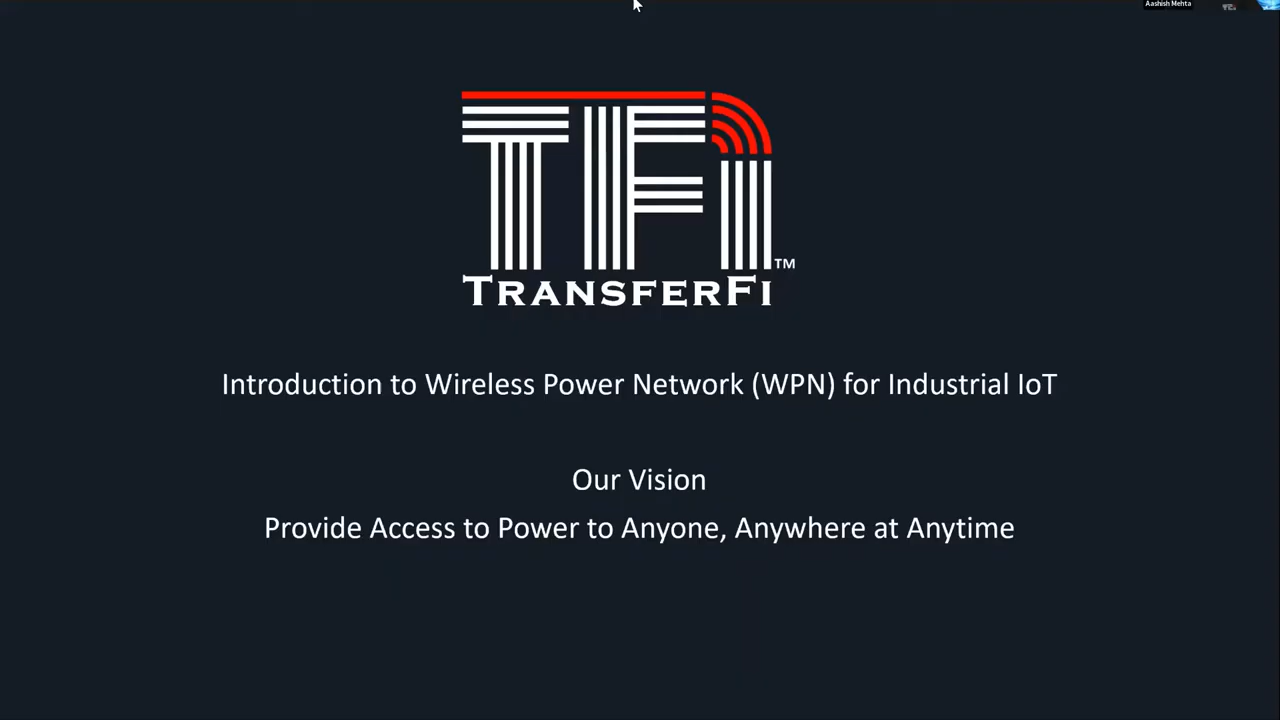 Aashish Mehta
TFi
TM
TRANSFERFI
Introduction to Wireless Power Network (WPN) for Industrial IoT
Our Vision
Provide Access to Power to Anyone, Anywhere at Anytime